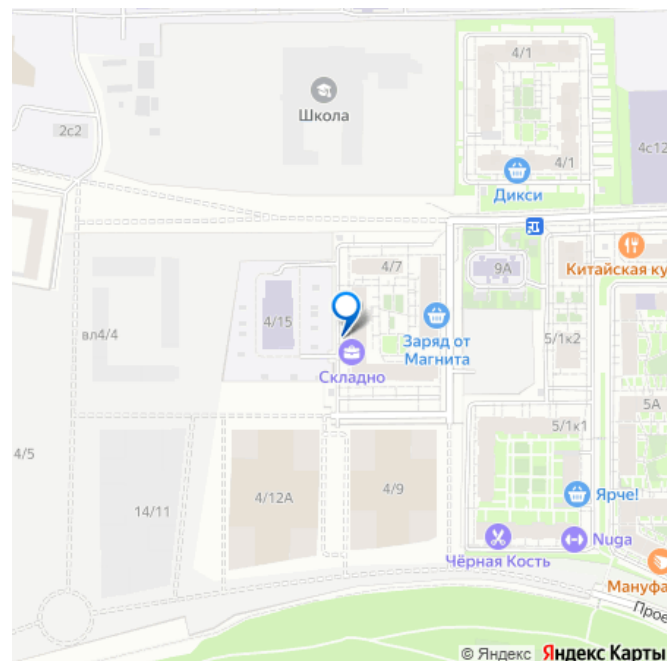 4/1
Школа
2с2
4с12
4/1
Дикси
4/7
9А
Китайская ку
4/15
вл4/4
Заряд от
Магнита
5/1к2
Складно
5А
5/1к1
4/5
4/12А
4/9
14/11
Ярче!
Nuga
Чёрная Кость
Мануфа
Прое
© Яндекс Яндекс Карты